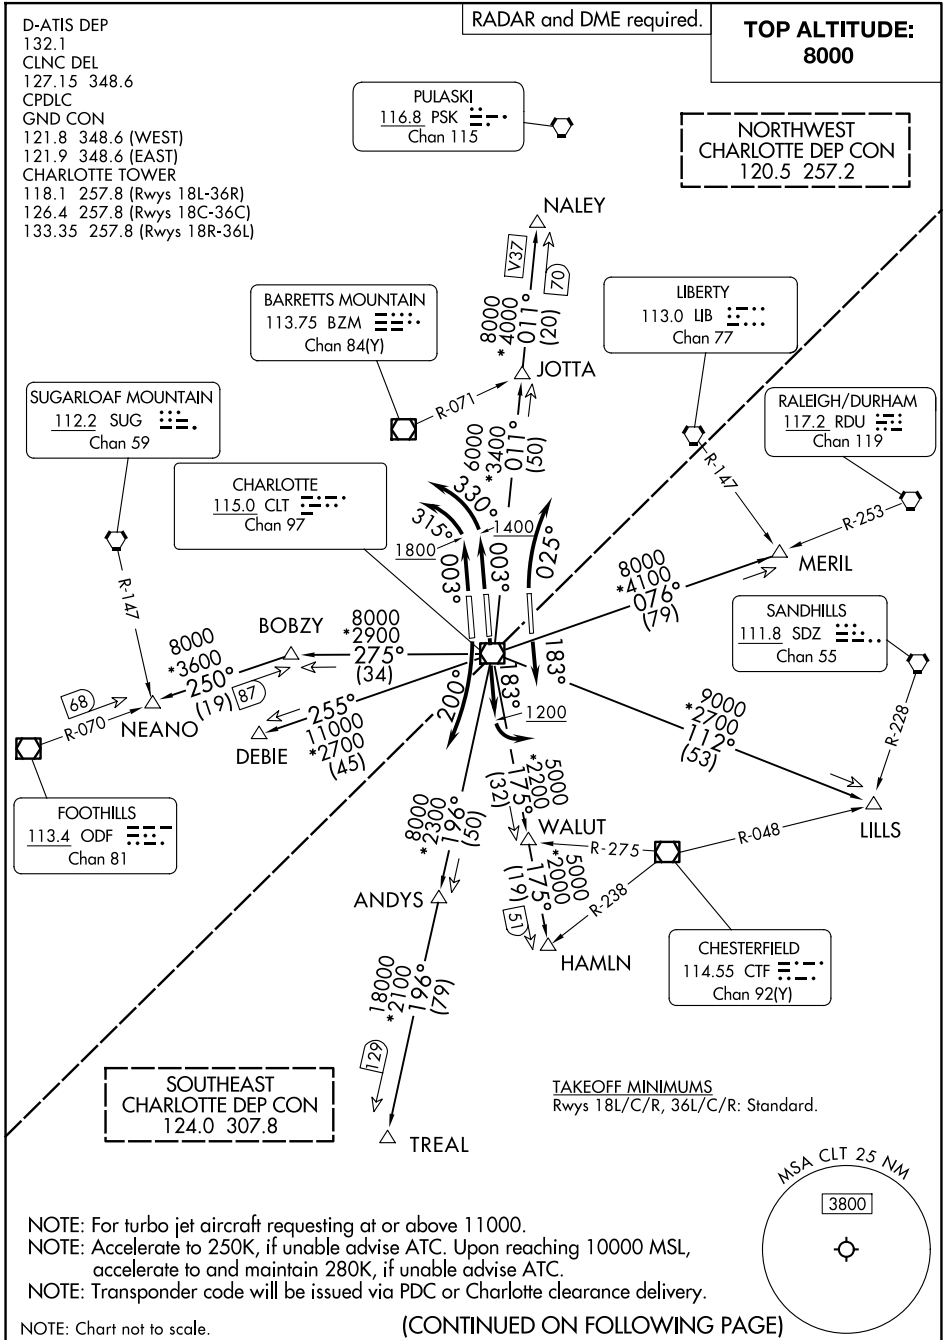 RADAR and DME required.
TOP ALTITUDE:
8000
D-ATIS DEP
132.1
CLNC DEL
127.15 348.6
CPDLC
GND CON
121.8 348.6 (WEST)
121.9 348.6 (EAST)
CHARLOTTE TOWER
118.1 257.8 (Rwys 18L-36R)
126.4 257.8 (Rwys 18C-36C)
133.35 257.8 (Rwys 18R-36L)
PULASKI
116.8 PSK
Chan 115
NORTHWEST
CHARLOTTE DEP CON
120.5 257.2
NALEY
V37
70
8000
*4000
011°
(20)
BARRETTS MOUNTAIN
113.75 BZM
Chan 84(Y)
LIBERTY
113.0 LIB
Chan 77
JOTTA
R-071
SUGARLOAF MOUNTAIN
112.2 SUG
Chan 59
RALEIGH/DURHAM
117.2 RDU
Chan 119
6000
*3400
011°
(50)
R-147
CHARLOTTE
115.0 CLT
Chan 97
330°
315°
1400
1800
003°
003°
025°
R-253
MERIL
8000
*4100
076°
(79)
R-147
SANDHILLS
111.8 SDZ
Chan 55
BOBZY
8000
*2900
275°
(34)
8000
*3600
250°
(19)
87
68
R-070
NEANO
255°
11000
*2700
(45)
DEBIE
200°
183°
183°
1200
9000
*2700
112°
(53)
R-228
LILLS
FOOTHILLS
113.4 ODF
Chan 81
8000
*2300
196°
(50)
5000
*2200
175°
(32)
WALUT
R-275
R-048
5000
*2000
175°
(19)
51
R-238
ANDYS
HAMLN
CHESTERFIELD
114.55 CTF
Chan 92(Y)
18000
*2100
196°
(79)
129
SOUTHEAST
CHARLOTTE DEP CON
124.0 307.8
TREAL
TAKEOFF MINIMUMS
Rwys 18L/C/R, 36L/C/R: Standard.
MSA CLT 25 NM
3800
NOTE: For turbo jet aircraft requesting at or above 11000.
NOTE: Accelerate to 250K, if unable advise ATC. Upon reaching 10000 MSL,
accelerate to and maintain 280K, if unable advise ATC.
NOTE: Transponder code will be issued via PDC or Charlotte clearance delivery.
NOTE: Chart not to scale.
(CONTINUED ON FOLLOWING PAGE)